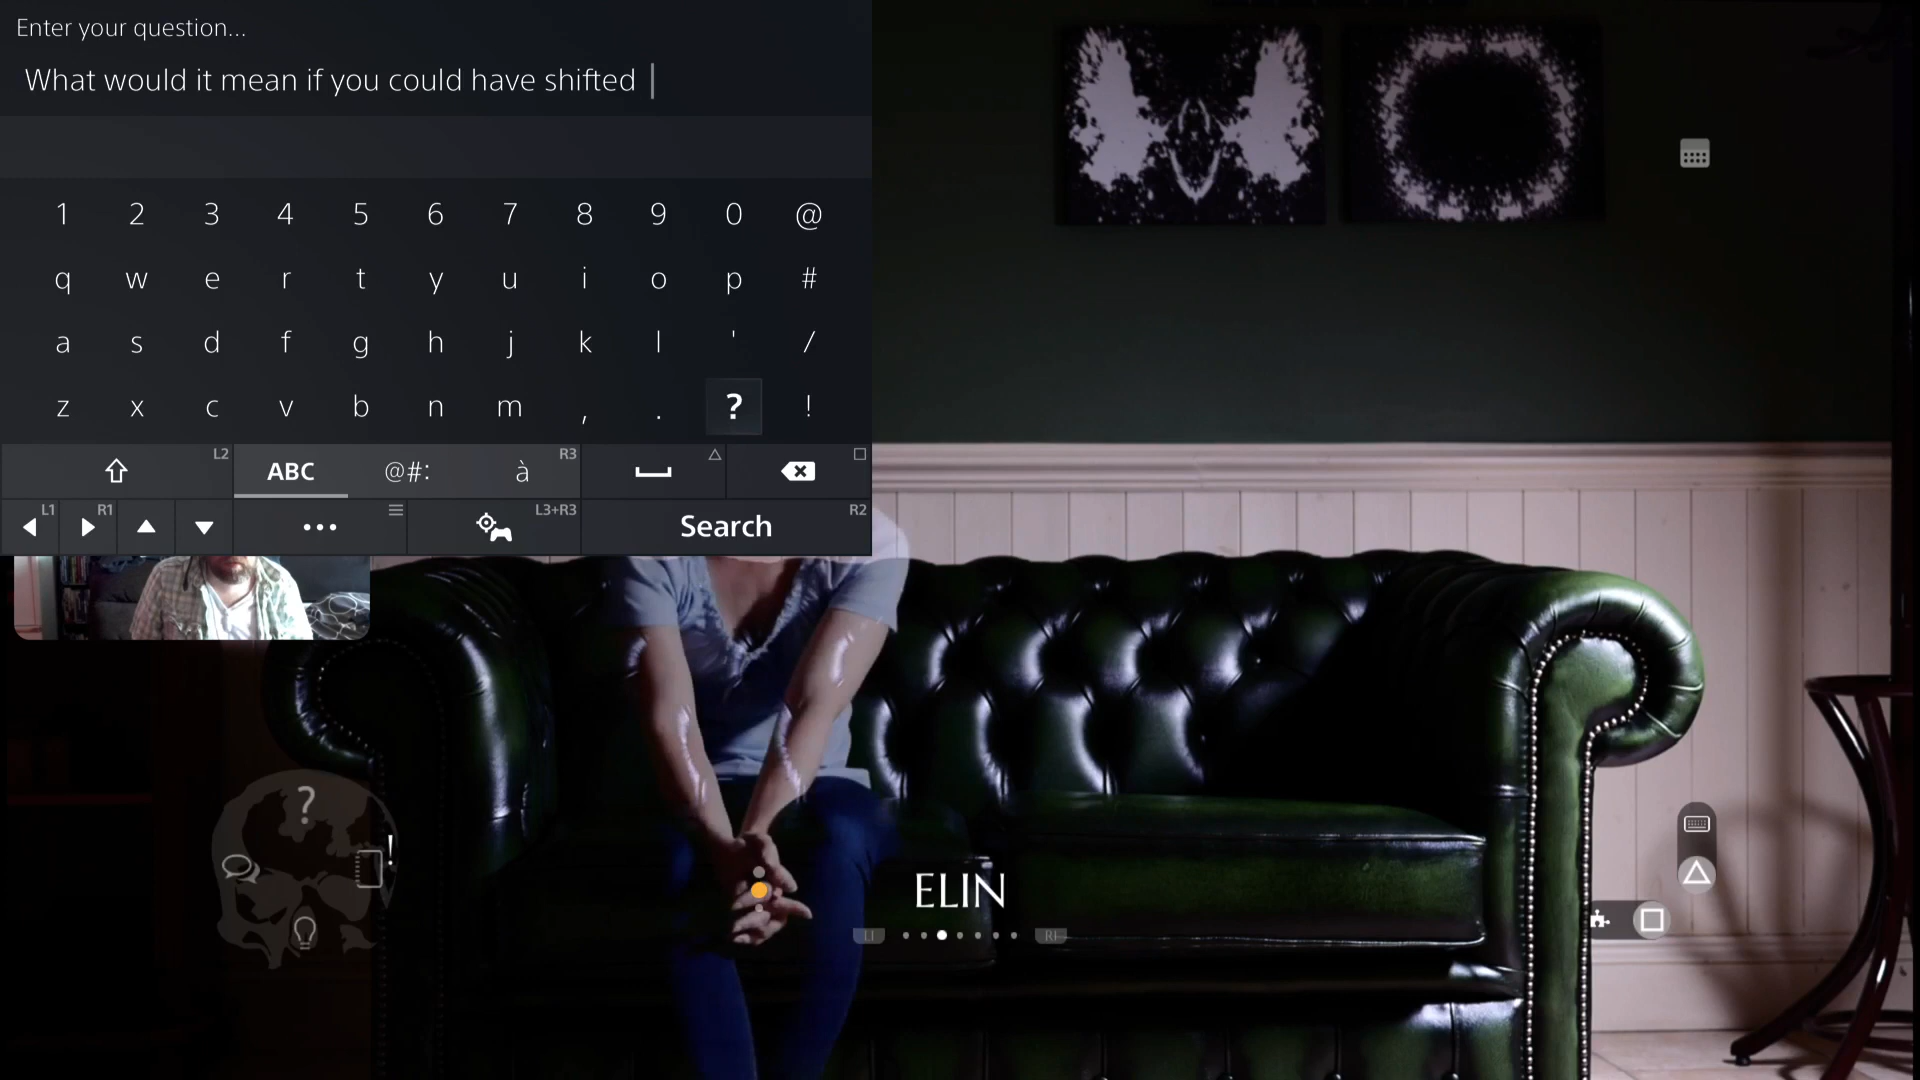 Enter your question...
What would it mean if you could have shifted
1 2 3 4 5 6 7 8 9 0 @
q w e r t y u i o p #
a s d f g h j k l ' /
z x c v b n m , . ? !
L2 ABC @#: à R3
L1 R1 ... L3+R3 Search R2
? !
ELIN
L1 R1